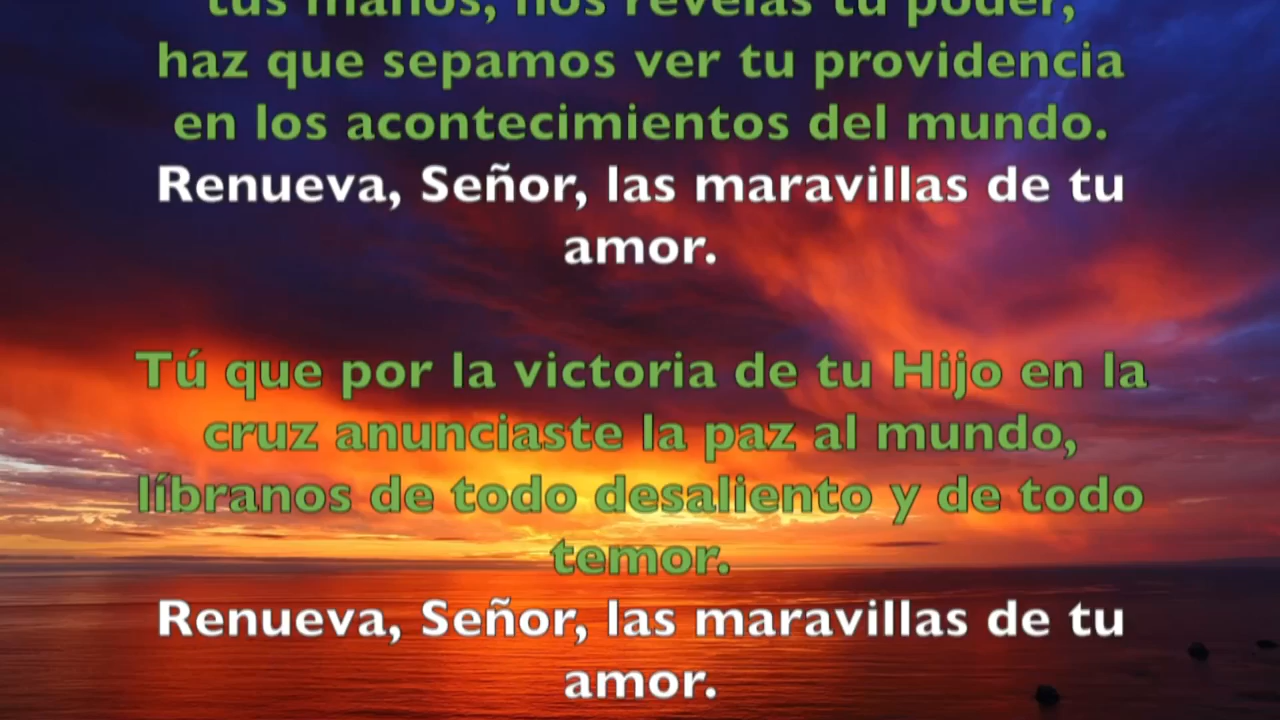 tus manos, nos revelas tu poder,
haz que sepamos ver tu providencia
en los acontecimientos del mundo.
Renueva, Señor, las maravillas de tu
amor.
Tú que por la victoria de tu Hijo en la
cruz anunciaste la paz al mundo,
líbranos de todo desaliento y de todo
temor.
Renueva, Señor, las maravillas de tu
amor.